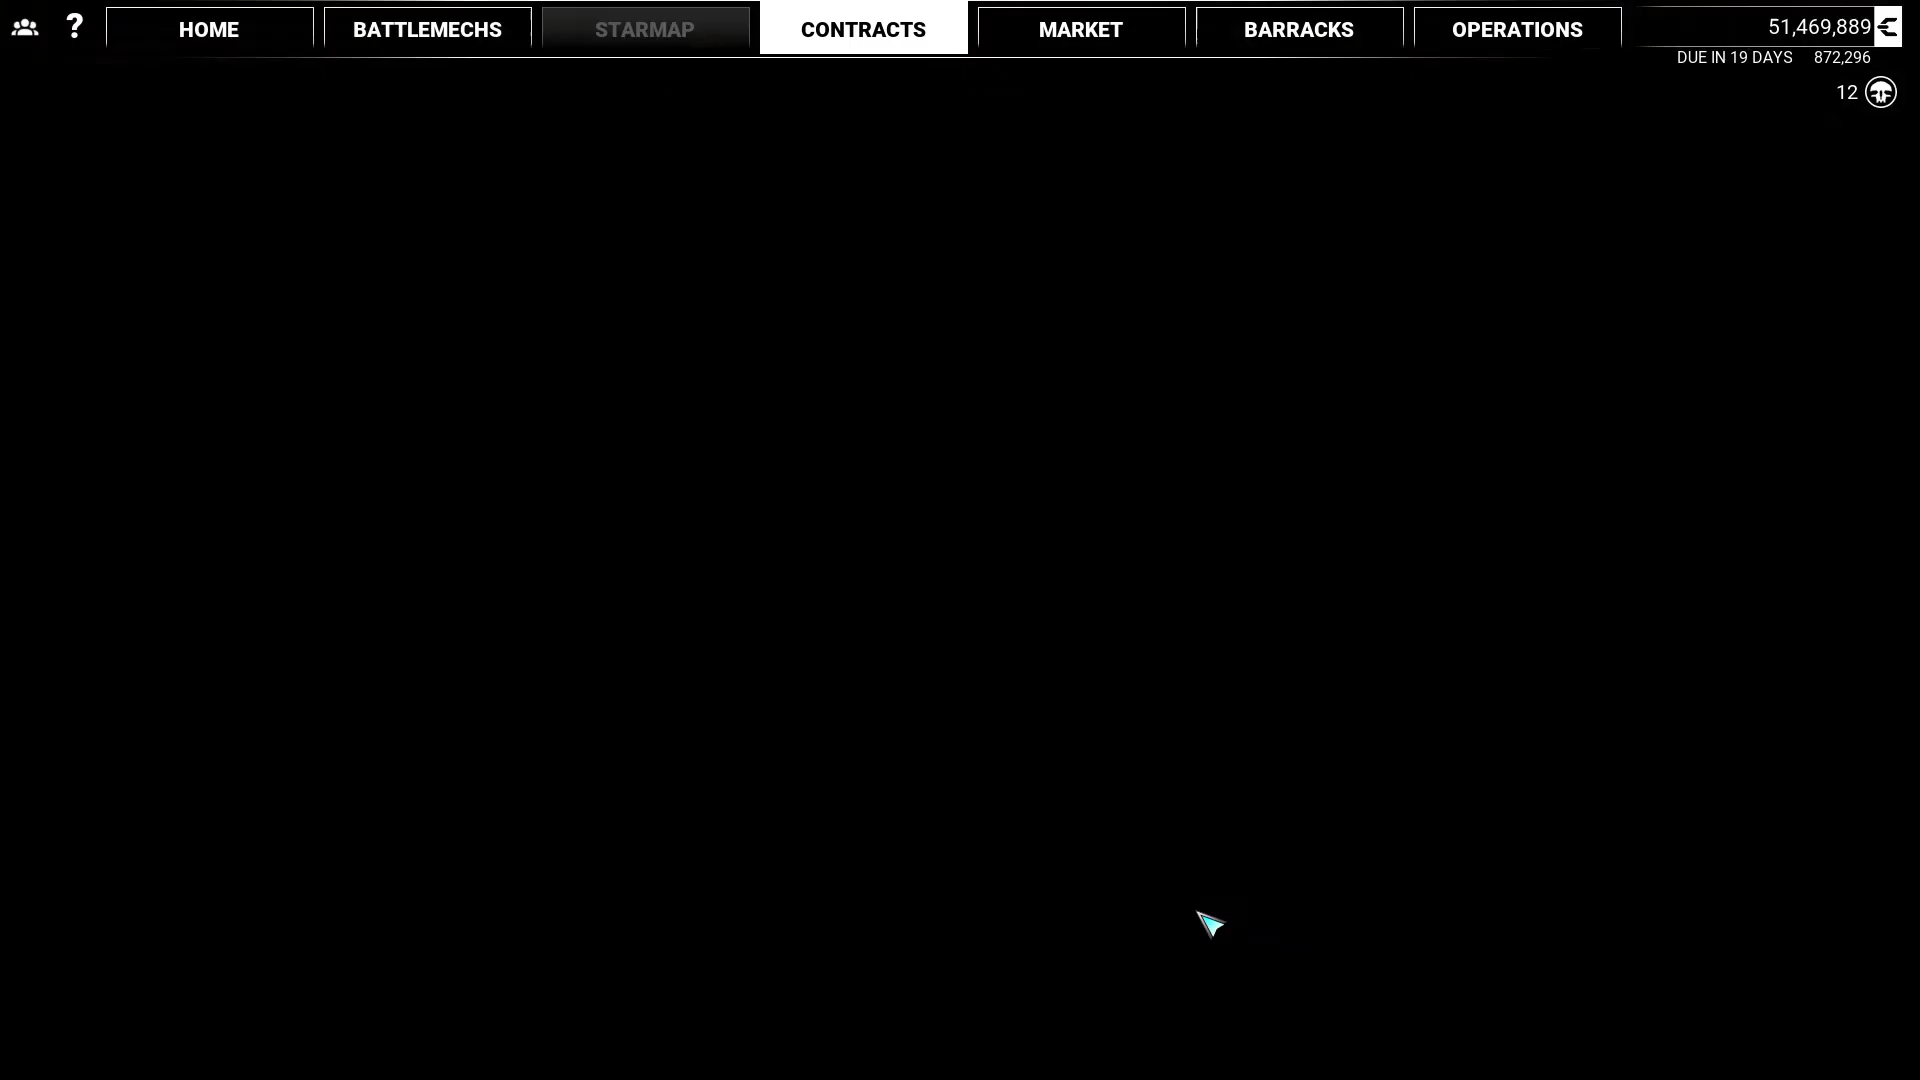 ? HOME BATTLEMECHS STARMAP CONTRACTS MARKET BARRACKS OPERATIONS 51,469,889
DUE IN 19 DAYS 872,296
12